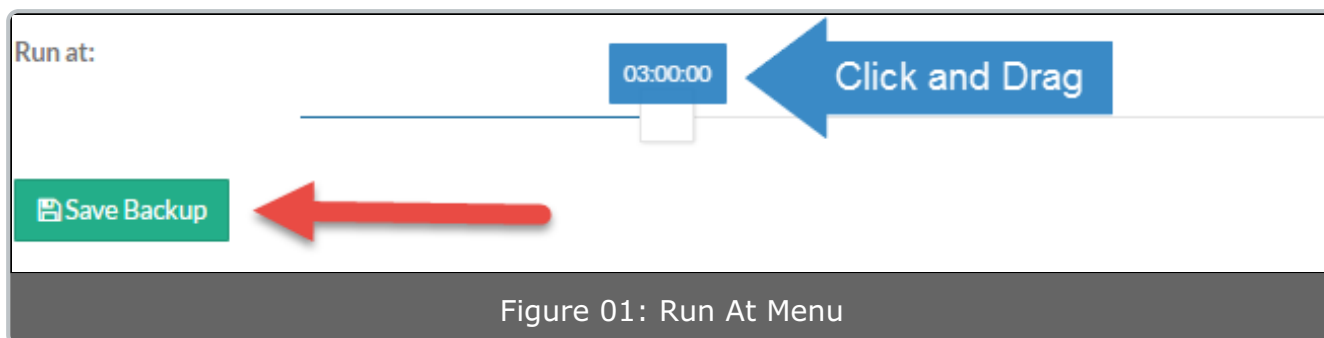 Run at:
03:00:00
Click and Drag
Save Backup
Figure 01: Run At Menu